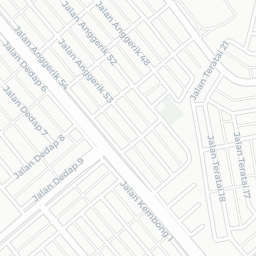 Jalan Anggerik 48
Jalan Anggerik 52
Jalan Anggerik 53
Jalan Anggerik 54
Jalan Dedap 6
Jalan Dedap 7
Jalan Dedap 8
Jalan Dedap 9
Jalan Kembong 1
Jalan Teratai 21
Jalan Teratai 18
Jalan Teratai 17